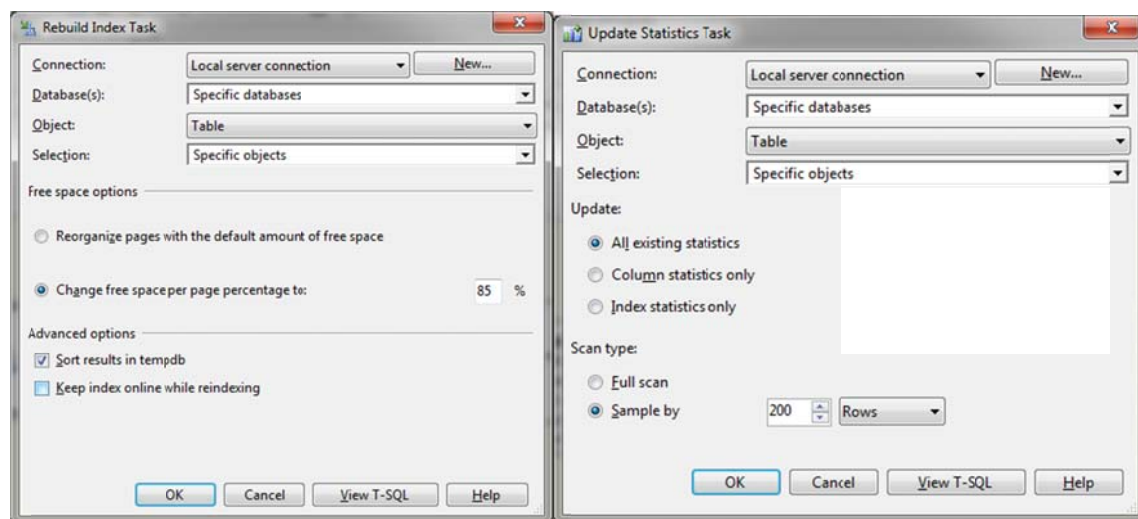 Rebuild Index Task
Connection: Local server connection New...
Database(s): Specific databases
Object: Table
Selection: Specific objects
Free space options
Reorganize pages with the default amount of free space
Change free space per page percentage to: 85 %
Advanced options
Sort results in tempdb
Keep index online while reindexing
OK Cancel View T-SQL Help
Update Statistics Task
Connection: Local server connection New...
Database(s): Specific databases
Object: Table
Selection: Specific objects
Update:
All existing statistics
Column statistics only
Index statistics only
Scan type:
Full scan
Sample by 200 Rows
OK Cancel View T-SQL Help